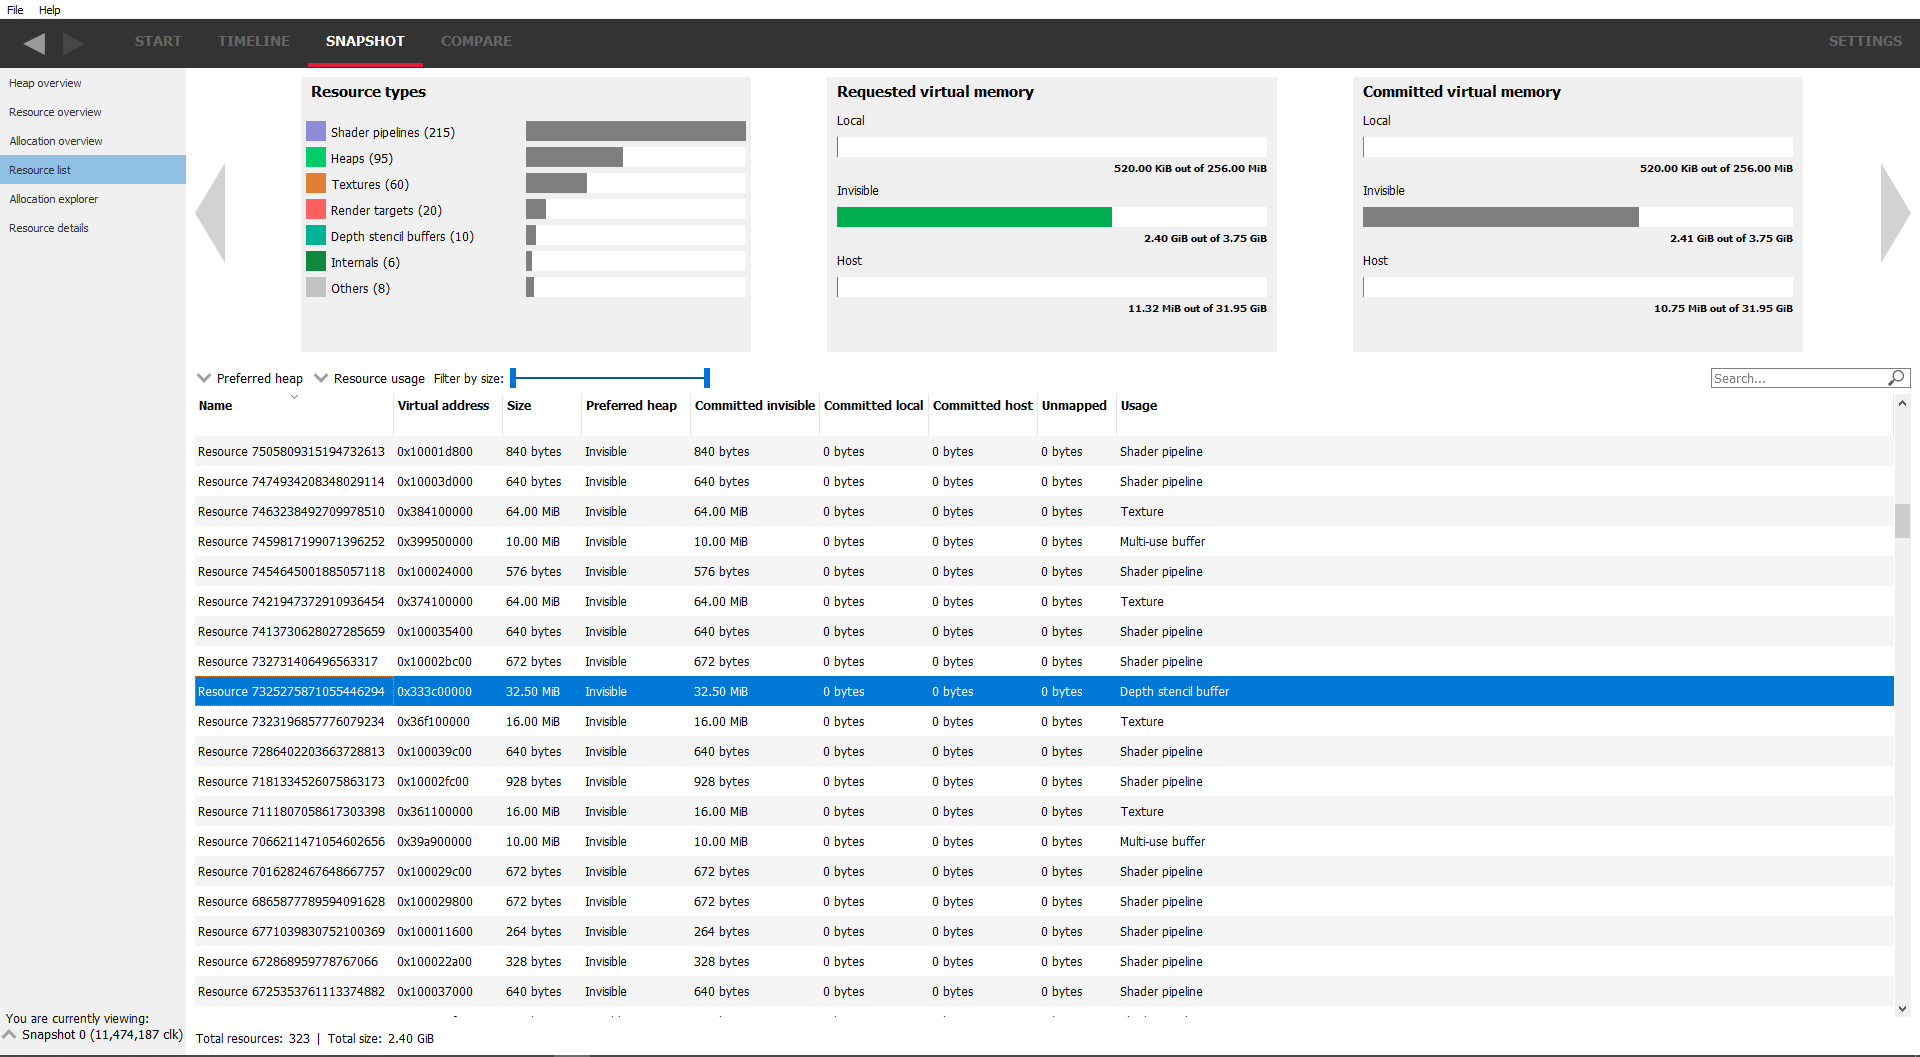 File Help
START TIMELINE SNAPSHOT COMPARE SETTINGS
Heap overview
Resource overview
Allocation overview
Resource list
Allocation explorer
Resource details
Resource types
Shader pipelines (215)
Heaps (95)
Textures (60)
Render targets (20)
Depth stencil buffers (10)
Internals (6)
Others (8)
Requested virtual memory
Local
520.00 KiB out of 256.00 MiB
Invisible
2.40 GiB out of 3.75 GiB
Host
11.32 MiB out of 31.95 GiB
Committed virtual memory
Local
520.00 KiB out of 256.00 MiB
Invisible
2.41 GiB out of 3.75 GiB
Host
10.75 MiB out of 31.95 GiB
Preferred heap Resource usage Filter by size: Search...
Name Virtual address Size Preferred heap Committed invisible Committed local Committed host Unmapped Usage
Resource 7505809315194732613 0x10001d800 840 bytes Invisible 840 bytes 0 bytes 0 bytes 0 bytes Shader pipeline
Resource 7474934208348029114 0x10003d000 640 bytes Invisible 640 bytes 0 bytes 0 bytes 0 bytes Shader pipeline
Resource 7463238492709978510 0x384100000 64.00 MiB Invisible 64.00 MiB 0 bytes 0 bytes 0 bytes Texture
Resource 7459817199071396252 0x399500000 10.00 MiB Invisible 10.00 MiB 0 bytes 0 bytes 0 bytes Multi-use buffer
Resource 7454645001885057118 0x100024000 576 bytes Invisible 576 bytes 0 bytes 0 bytes 0 bytes Shader pipeline
Resource 7421947372910936454 0x374100000 64.00 MiB Invisible 64.00 MiB 0 bytes 0 bytes 0 bytes Texture
Resource 7413730628027285659 0x100035400 640 bytes Invisible 640 bytes 0 bytes 0 bytes 0 bytes Shader pipeline
Resource 732731406496563317 0x10002bc00 672 bytes Invisible 672 bytes 0 bytes 0 bytes 0 bytes Shader pipeline
Resource 7325275871055446294 0x333c00000 32.50 MiB Invisible 32.50 MiB 0 bytes 0 bytes 0 bytes Depth stencil buffer
Resource 7323196857776079234 0x36f100000 16.00 MiB Invisible 16.00 MiB 0 bytes 0 bytes 0 bytes Texture
Resource 7286402203663728813 0x100039c00 640 bytes Invisible 640 bytes 0 bytes 0 bytes 0 bytes Shader pipeline
Resource 7181334526075863173 0x10002fc00 928 bytes Invisible 928 bytes 0 bytes 0 bytes 0 bytes Shader pipeline
Resource 7111807058617303398 0x361100000 16.00 MiB Invisible 16.00 MiB 0 bytes 0 bytes 0 bytes Texture
Resource 7066211471054602656 0x39a900000 10.00 MiB Invisible 10.00 MiB 0 bytes 0 bytes 0 bytes Multi-use buffer
Resource 7016282467648667757 0x100029c00 672 bytes Invisible 672 bytes 0 bytes 0 bytes 0 bytes Shader pipeline
Resource 6865877789594091628 0x100029800 672 bytes Invisible 672 bytes 0 bytes 0 bytes 0 bytes Shader pipeline
Resource 6771039830752100369 0x100011600 264 bytes Invisible 264 bytes 0 bytes 0 bytes 0 bytes Shader pipeline
Resource 672868959778767066 0x100022a00 328 bytes Invisible 328 bytes 0 bytes 0 bytes 0 bytes Shader pipeline
Resource 6725353761113374882 0x100037000 640 bytes Invisible 640 bytes 0 bytes 0 bytes 0 bytes Shader pipeline
You are currently viewing:
Snapshot 0 (11,474,187 clk)
Total resources: 323 | Total size: 2.40 GiB